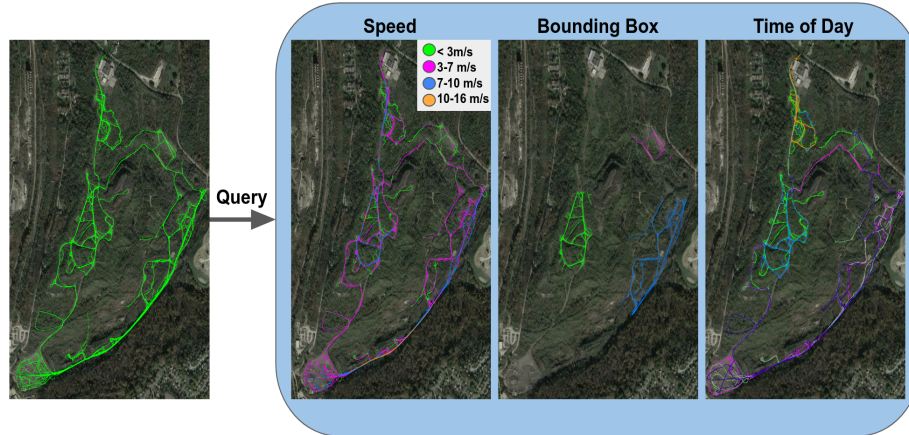 Query
Speed
< 3m/s
3-7 m/s
7-10 m/s
10-16 m/s
Bounding Box
Time of Day